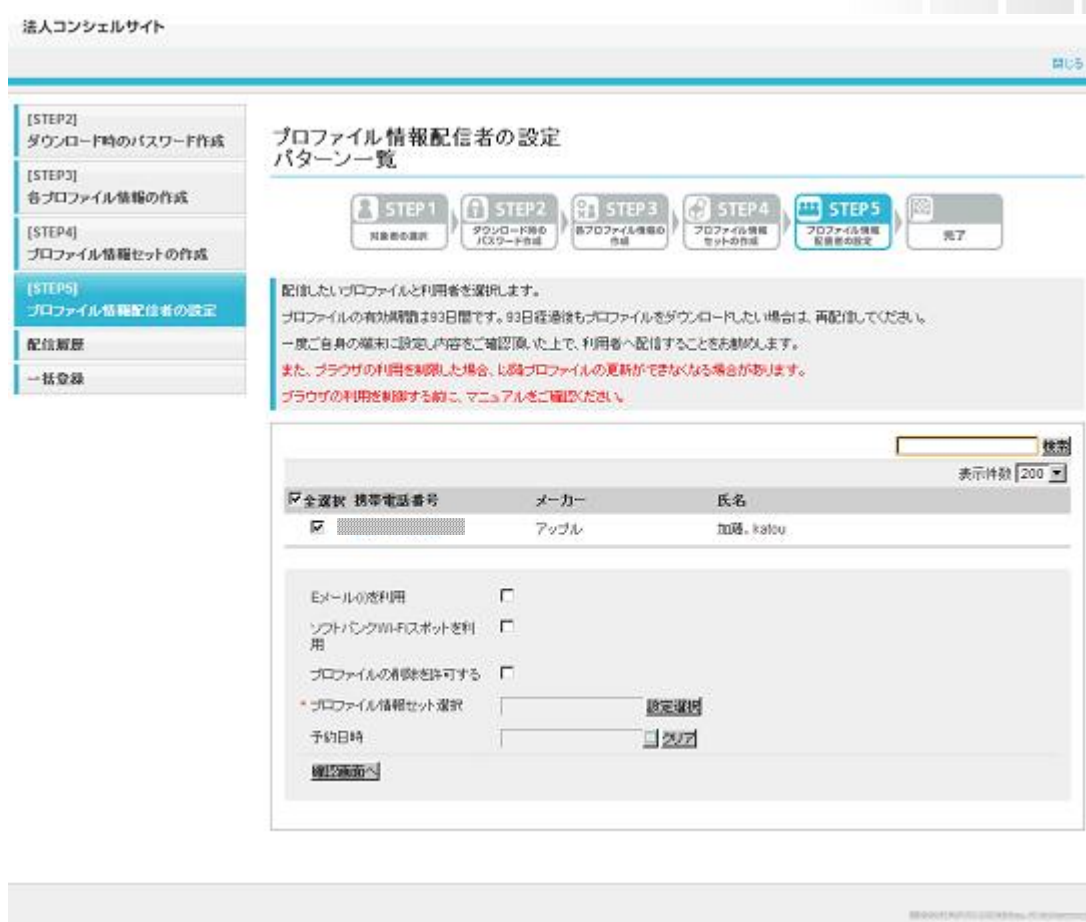 法人コンシェルサイト
閉じる
[STEP2]
ダウンロード時のパスワード作成
[STEP3]
各プロファイル情報の作成
[STEP4]
プロファイル情報セットの作成
[STEP5]
プロファイル情報配信者の設定
配信履歴
一括登録
プロファイル情報配信者の設定
パターン一覧
STEP1
対象者の選択
STEP2
ダウンロード時の
パスワード作成
STEP3
各プロファイル情報の
作成
STEP4
プロファイル情報
セットの作成
STEP5
プロファイル情報
配信者の設定
完了
配信したいプロファイルと利用者を選択します。
プロファイルの有効期間は93日間です。93日経過後もプロファイルをダウンロードしたい場合は、再配信してください。
一度ご自身の端末に設定し内容をご確認頂いた上で、利用者へ配信することをお勧めします。
また、ブラウザの利用を制限した場合、以降プロファイルの更新ができなくなる場合があります。
ブラウザの利用を制御する前に、マニュアルをご確認ください。
検索
表示件数 200
全選択 携帯電話番号 メーカー 氏名
アップル 加藤。katou
Eメール(i)を利用
ソフトバンクWi-Fiスポットを利
用
プロファイルの削除を許可する
*プロファイル情報セット選択 設定選択
予約日時 クリア
確認画面へ